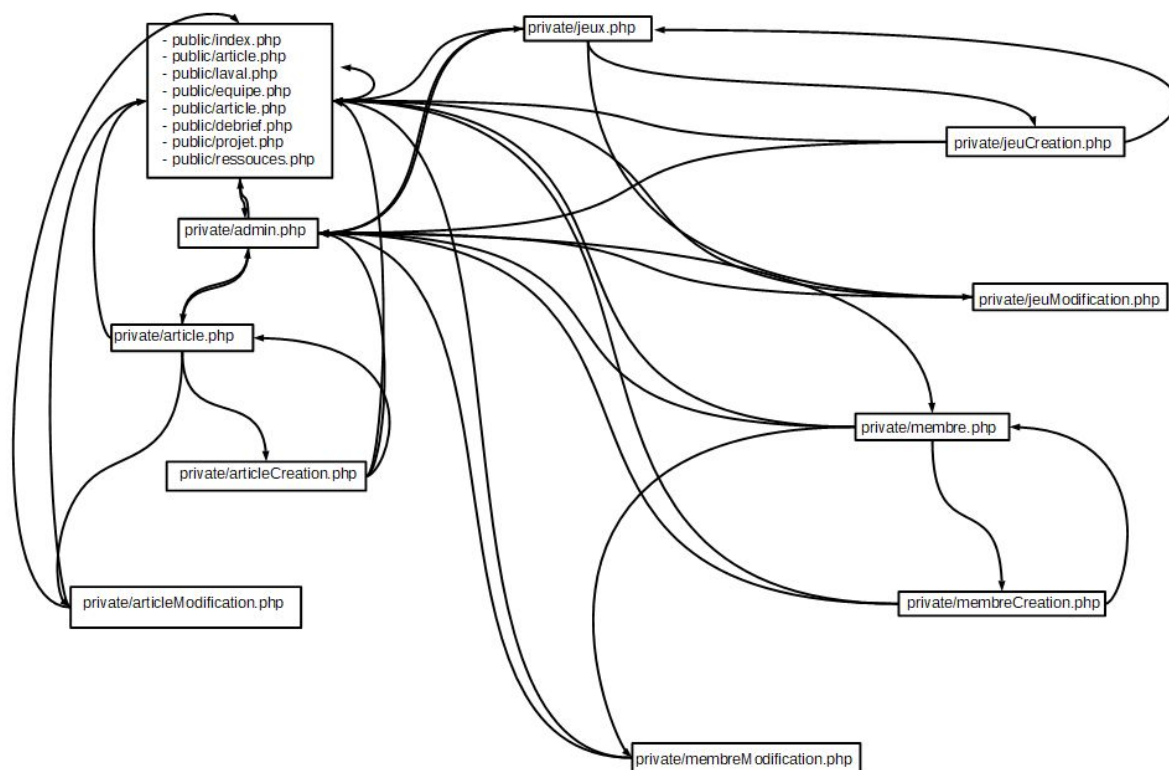 - public/index.php
- public/article.php
- public/laval.php
- public/equipe.php
- public/article.php
- public/debrief.php
- public/projet.php
- public/ressouces.php
private/jeux.php
private/jeuCreation.php
private/admin.php
private/jeuModification.php
private/article.php
private/membre.php
private/articleCreation.php
private/articleModification.php
private/membreCreation.php
private/membreModification.php